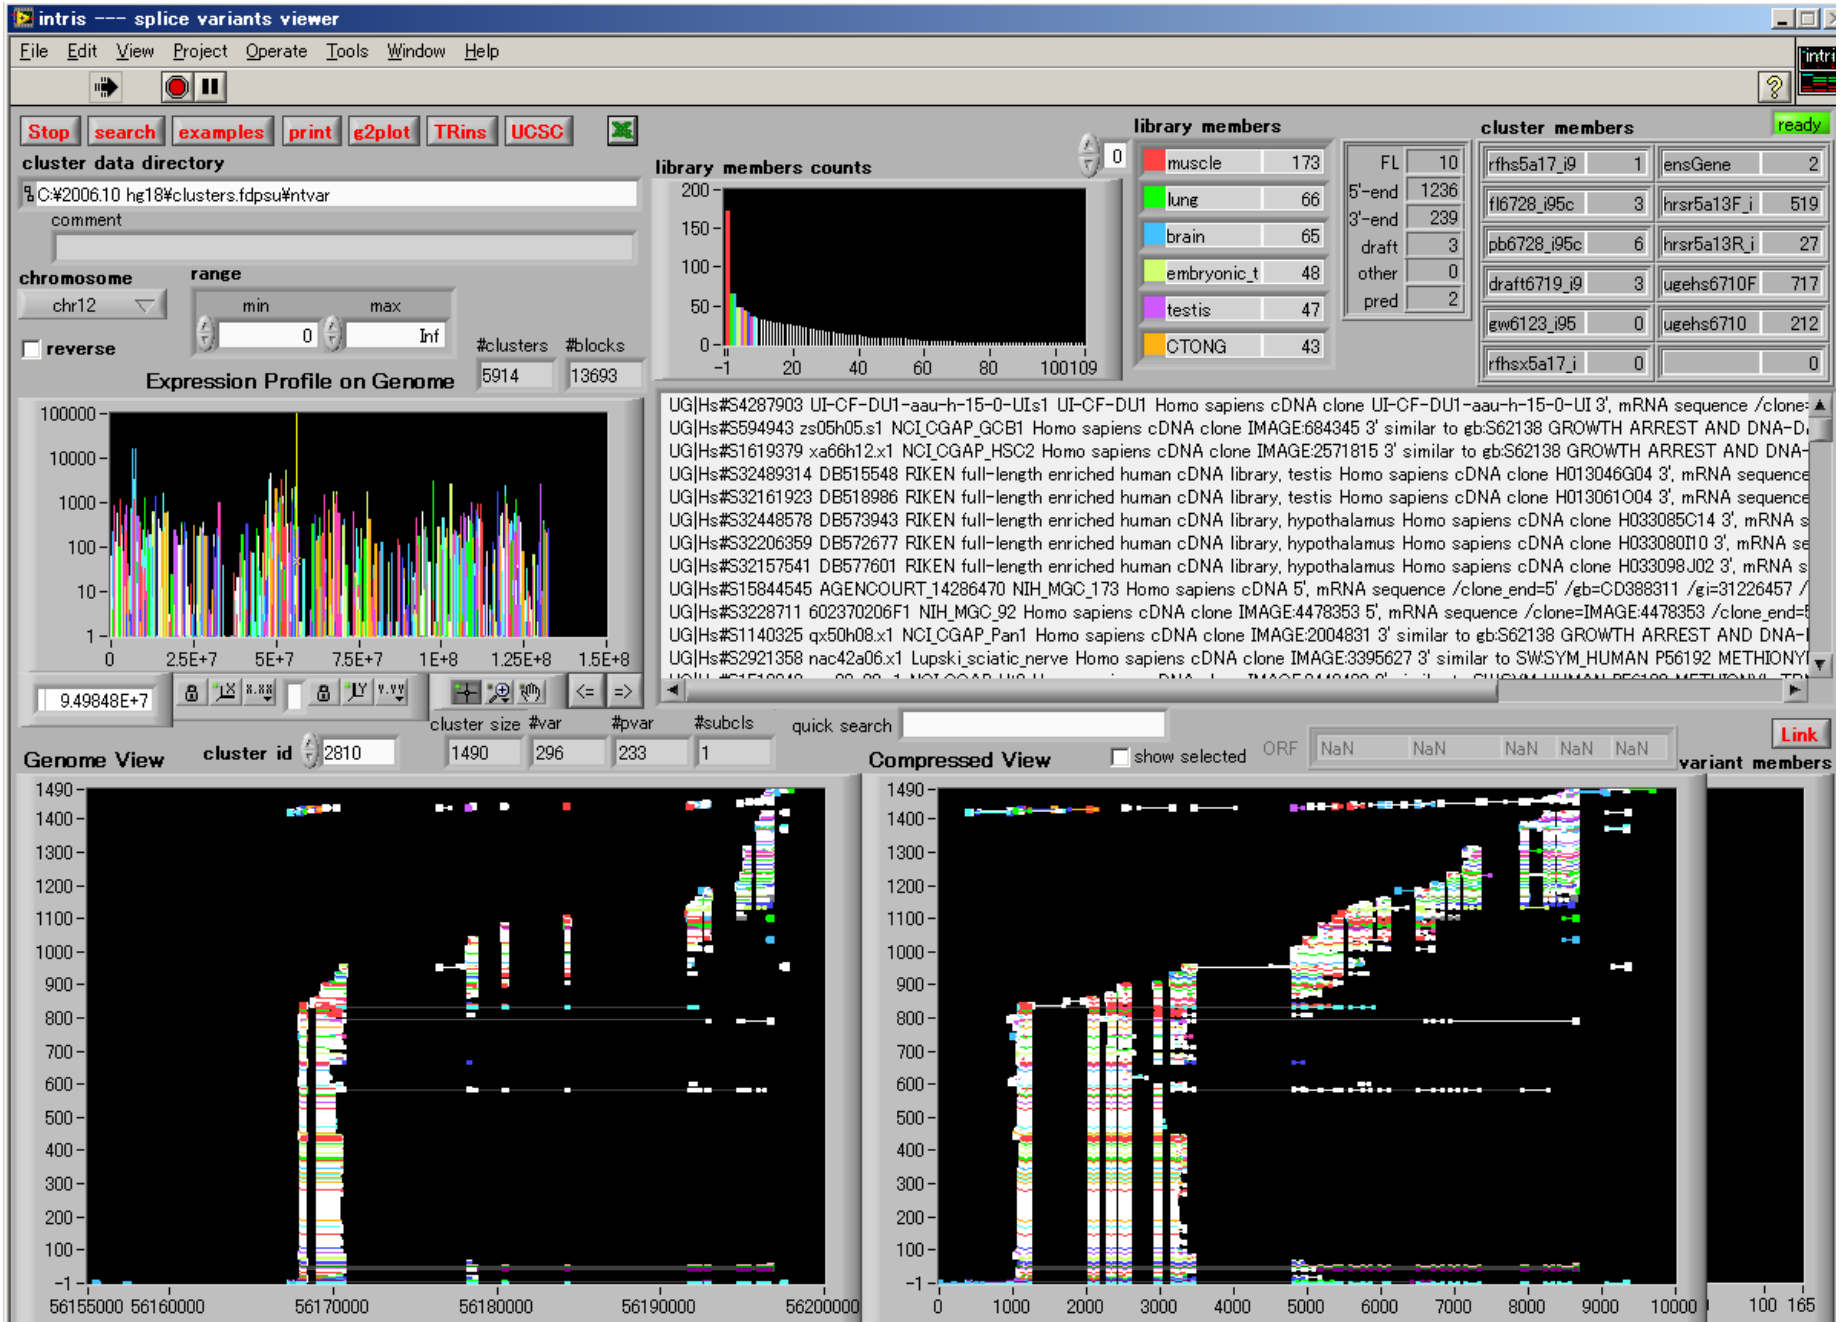 intris --- splice variants viewer
File Edit View Project Operate Tools Window Help
?
Stop search examples print g2plot TRins UCSC
cluster data directory
C:¥2006.10 hg18¥clusters.fdpsu¥ntvar
comment
chromosome
chr12
range
min max
0 Inf
reverse
#clusters #blocks
5914 13693
library members counts
0
200
150
100
50
0
-1 20 40 60 80 100109
library members
muscle 173
lung 66
brain 65
embryonic_t 48
testis 47
CTONG 43
FL 10
5'-end 1236
3'-end 239
draft 3
other 0
pred 2
cluster members
ready
rfhs5a17_i9 1 ensGene 2
fl6728_i95c 3 hrsr5a13F_i 519
pb6728_i95c 6 hrsr5a13R_i 27
draft6719_i9 3 ugehs6710F 717
gw6123_i95 0 ugehs6710 212
rfhsx5a17_i 0 0
Expression Profile on Genome
100000
10000
1000
100
10
1
0 2.5E+7 5E+7 7.5E+7 1E+8 1.25E+8 1.5E+8
9.49848E+7
<= =>
UG|Hs#S4287903 UI-CF-DU1-aau-h-15-0-UI.s1 UI-CF-DU1 Homo sapiens cDNA clone UI-CF-DU1-aau-h-15-0-UI 3', mRNA sequence /clone=
UG|Hs#S594943 zs05h05.s1 NCI_CGAP_GCB1 Homo sapiens cDNA clone IMAGE:684345 3' similar to gb:S62138 GROWTH ARREST AND DNA-D
UG|Hs#S1619379 xa66h12.x1 NCI_CGAP_HSC2 Homo sapiens cDNA clone IMAGE:2571815 3' similar to gb:S62138 GROWTH ARREST AND DNA-
UG|Hs#S32489314 DB515548 RIKEN full-length enriched human cDNA library, testis Homo sapiens cDNA clone H013046G04 3', mRNA sequence
UG|Hs#S32161923 DB518986 RIKEN full-length enriched human cDNA library, testis Homo sapiens cDNA clone H013061O04 3', mRNA sequence
UG|Hs#S32448578 DB573943 RIKEN full-length enriched human cDNA library, hypothalamus Homo sapiens cDNA clone H033085C14 3', mRNA s
UG|Hs#S32206359 DB572677 RIKEN full-length enriched human cDNA library, hypothalamus Homo sapiens cDNA clone H033080I10 3', mRNA se
UG|Hs#S32157541 DB577601 RIKEN full-length enriched human cDNA library, hypothalamus Homo sapiens cDNA clone H033098J02 3', mRNA s
UG|Hs#S15844545 AGENCOURT_14286470 NIH_MGC_173 Homo sapiens cDNA 5', mRNA sequence /clone_end=5' /gb=CD388311 /gi=31226457 /
UG|Hs#S3228711 602370206F1 NIH_MGC_92 Homo sapiens cDNA clone IMAGE:4478353 5', mRNA sequence /clone=IMAGE:4478353 /clone_end=5
UG|Hs#S1140325 qx50h08.x1 NCI_CGAP_Pan1 Homo sapiens cDNA clone IMAGE:2004831 3' similar to gb:S62138 GROWTH ARREST AND DNA-
UG|Hs#S2921358 nac42a06.x1 Lupski_sciatic_nerve Homo sapiens cDNA clone IMAGE:3395627 3' similar to SW:SYM_HUMAN P56192 METHIONY
cluster size #var #pvar #subcls
1490 296 233 1
quick search
Genome View
cluster id 2810
Compressed View
show selected
ORF NaN NaN NaN NaN NaN
Link
variant members
1490
1400
1300
1200
1100
1000
900
800
700
600
500
400
300
200
100
-1
56155000 56160000 56170000 56180000 56190000 56200000
1490
1400
1300
1200
1100
1000
900
800
700
600
500
400
300
200
100
-1
0 1000 2000 3000 4000 5000 6000 7000 8000 9000 10000
100 165